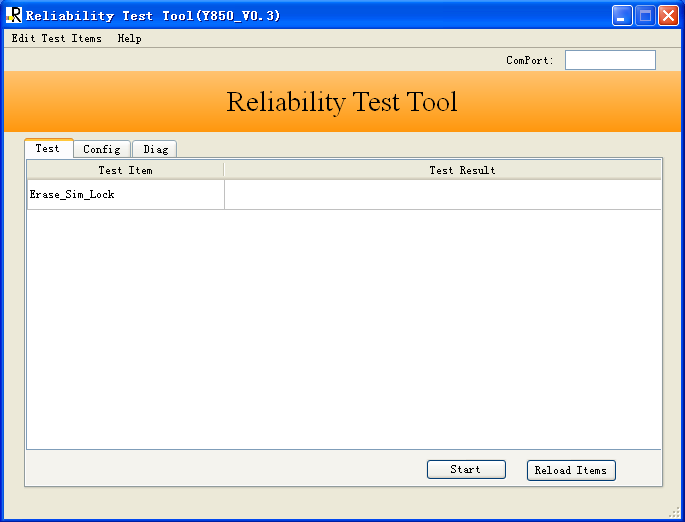 R Reliability Test Tool(Y850_V0.3)
Edit Test Items Help
ComPort:
Reliability Test Tool
Test Config Diag
Test Item Test Result
Erase_Sim_Lock
Start Reload Items